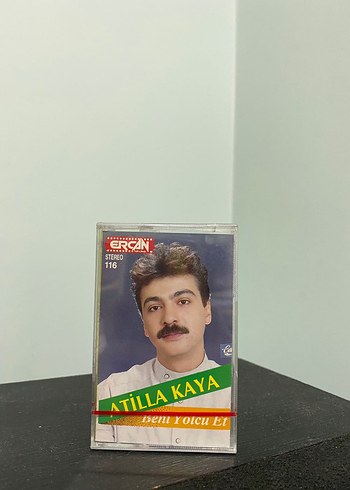 ERCAN
STEREO
116
ATİLLA KAYA
Beni Yolcu Et